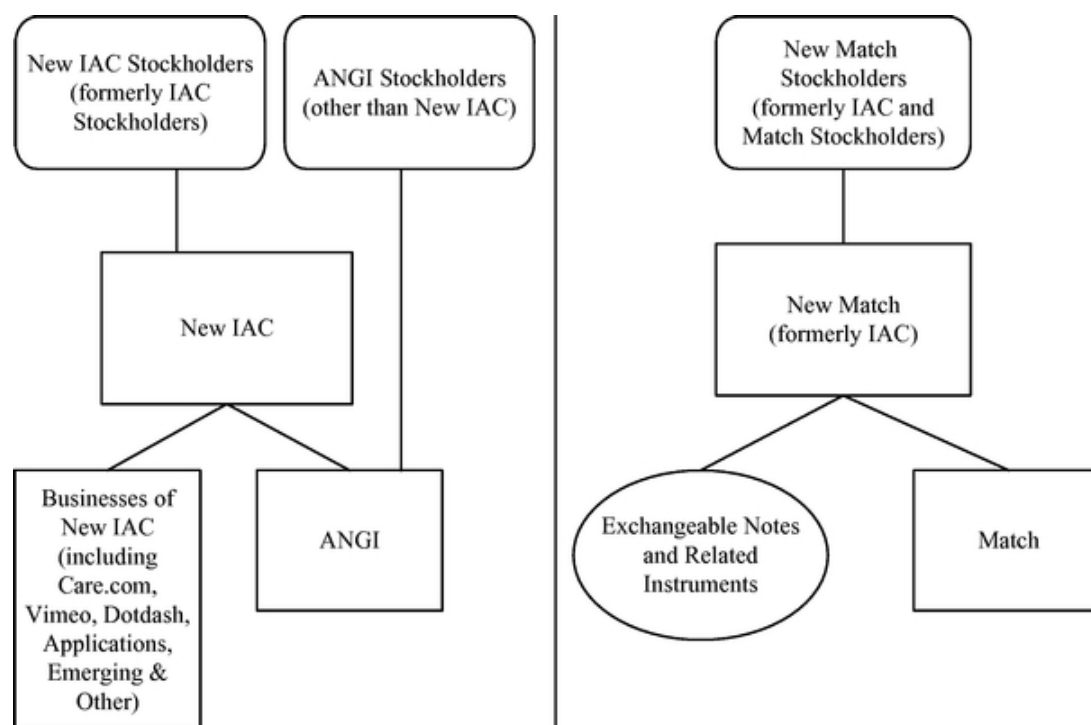 New IAC Stockholders
(formerly IAC
Stockholders)
ANGI Stockholders
(other than New IAC)
New IAC
Businesses of
New IAC
(including
Care.com,
Vimeo, Dotdash,
Applications,
Emerging &
Other)
ANGI
New Match
Stockholders
(formerly IAC and
Match Stockholders)
New Match
(formerly IAC)
Exchangeable Notes
and Related
Instruments
Match